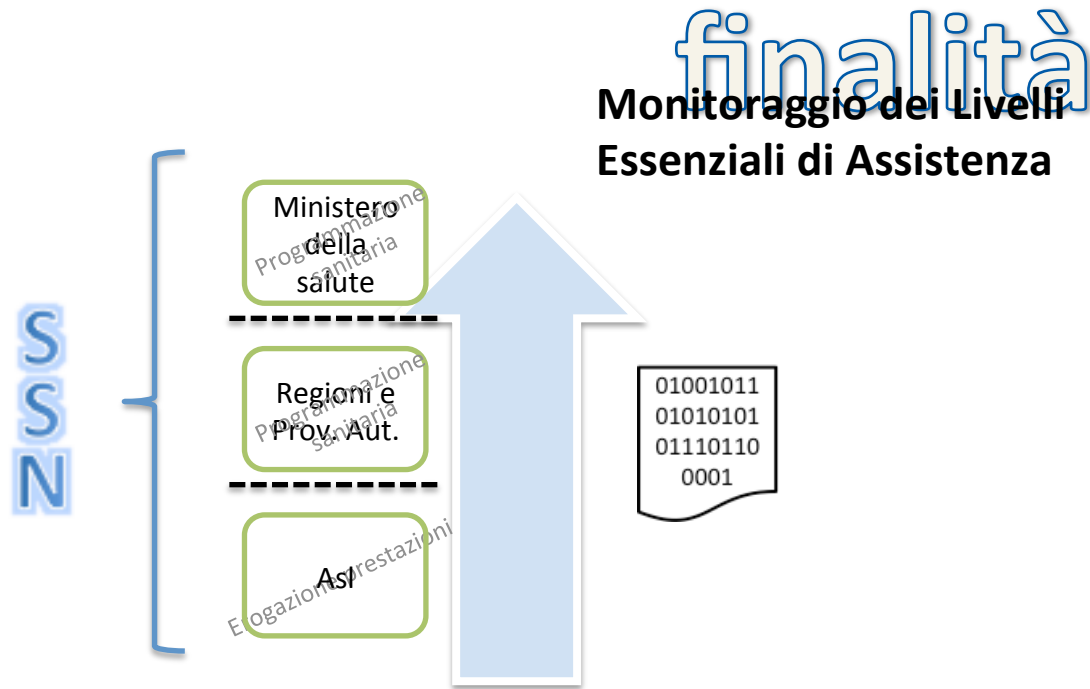 finalità
Monitoraggio dei Livelli
Essenziali di Assistenza
S
S
N
Ministero
della
salute
Programmazione
sanitaria
Regioni e
Prov. Aut.
Programmazione
sanitaria
Asl
Erogazione prestazioni
01001011
01010101
01110110
0001